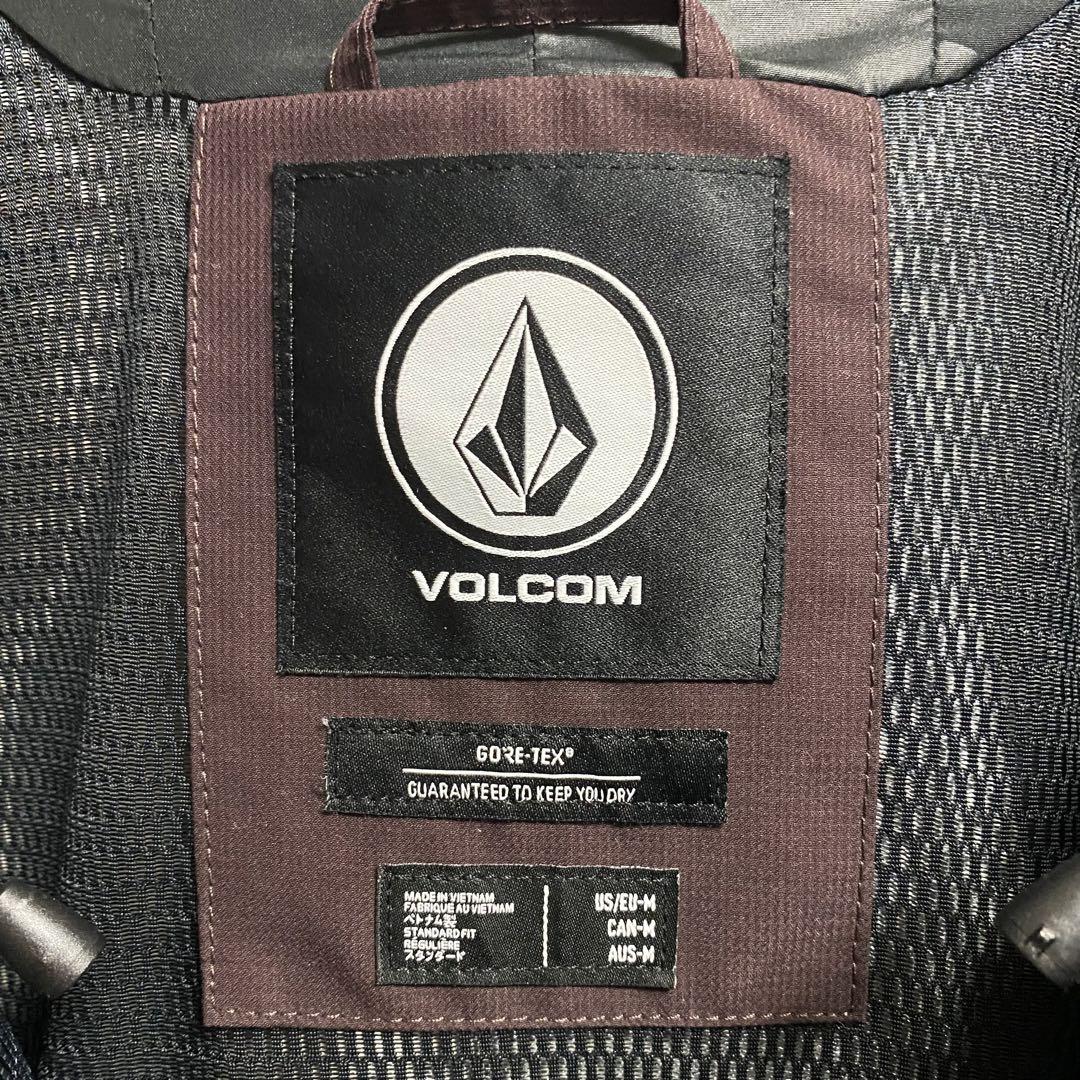 VOLCOM
GORE-TEX®
GUARANTEED TO KEEP YOU DRY
MADE IN VIETNAM
FABRIQUE AU VIETNAM
ベトナム製
STANDARD FIT
RÉGULIÈRE
スタンダード
US/EU-M
CAN-M
AUS-M